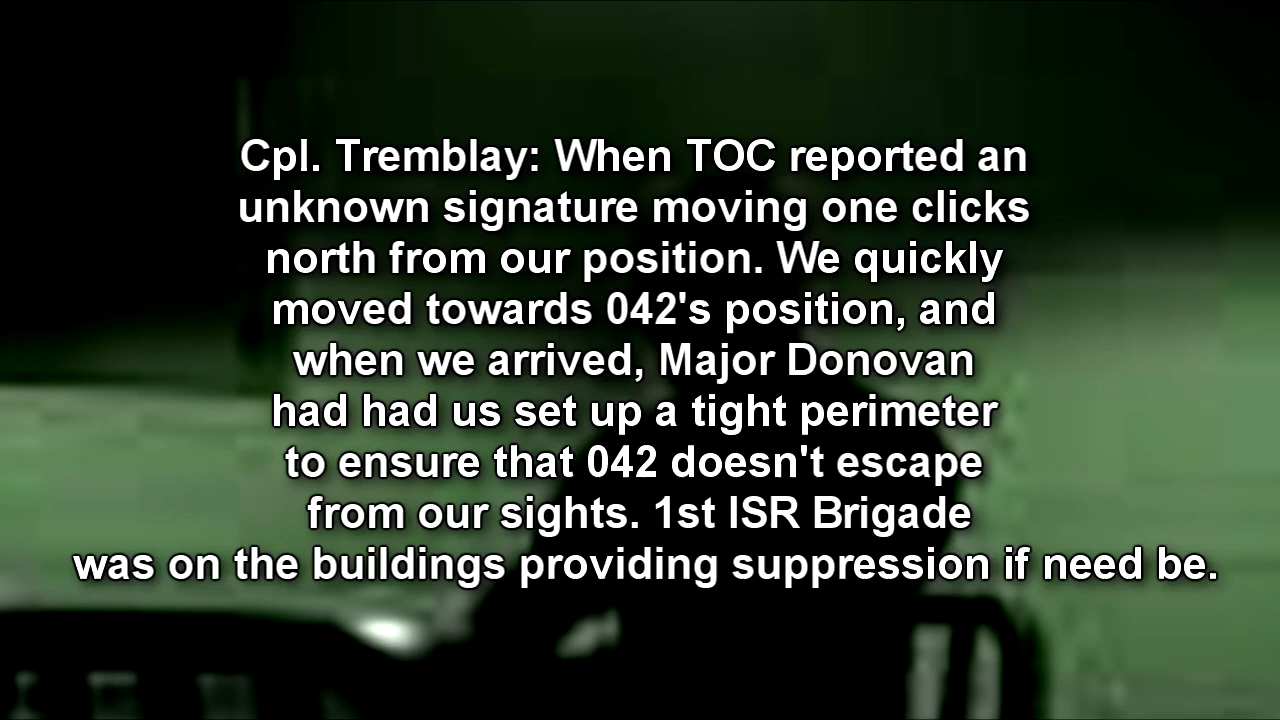 Cpl. Tremblay: When TOC reported an
unknown signature moving one clicks
north from our position. We quickly
moved towards 042's position, and
when we arrived, Major Donovan
had had us set up a tight perimeter
to ensure that 042 doesn't escape
from our sights. 1st ISR Brigade
was on the buildings providing suppression if need be.